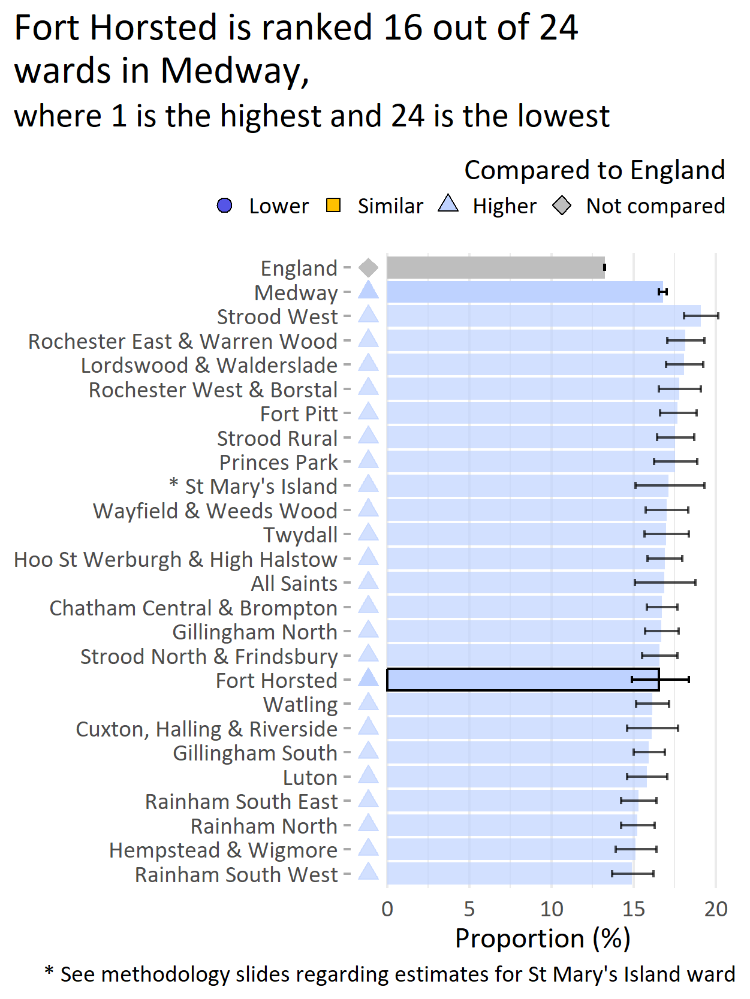 Fort Horsted is ranked 16 out of 24
wards in Medway,
where 1 is the highest and 24 is the lowest
Compared to England
Lower Similar Higher Not compared
England
Medway
Strood West
Rochester East & Warren Wood
Lordswood & Walderslade
Rochester West & Borstal
Fort Pitt
Strood Rural
Princes Park
* St Mary's Island
Wayfield & Weeds Wood
Twydall
Hoo St Werburgh & High Halstow
All Saints
Chatham Central & Brompton
Gillingham North
Strood North & Frindsbury
Fort Horsted
Watling
Cuxton, Halling & Riverside
Gillingham South
Luton
Rainham South East
Rainham North
Hempstead & Wigmore
Rainham South West
0 5 10 15 20
Proportion (%)
* See methodology slides regarding estimates for St Mary's Island ward